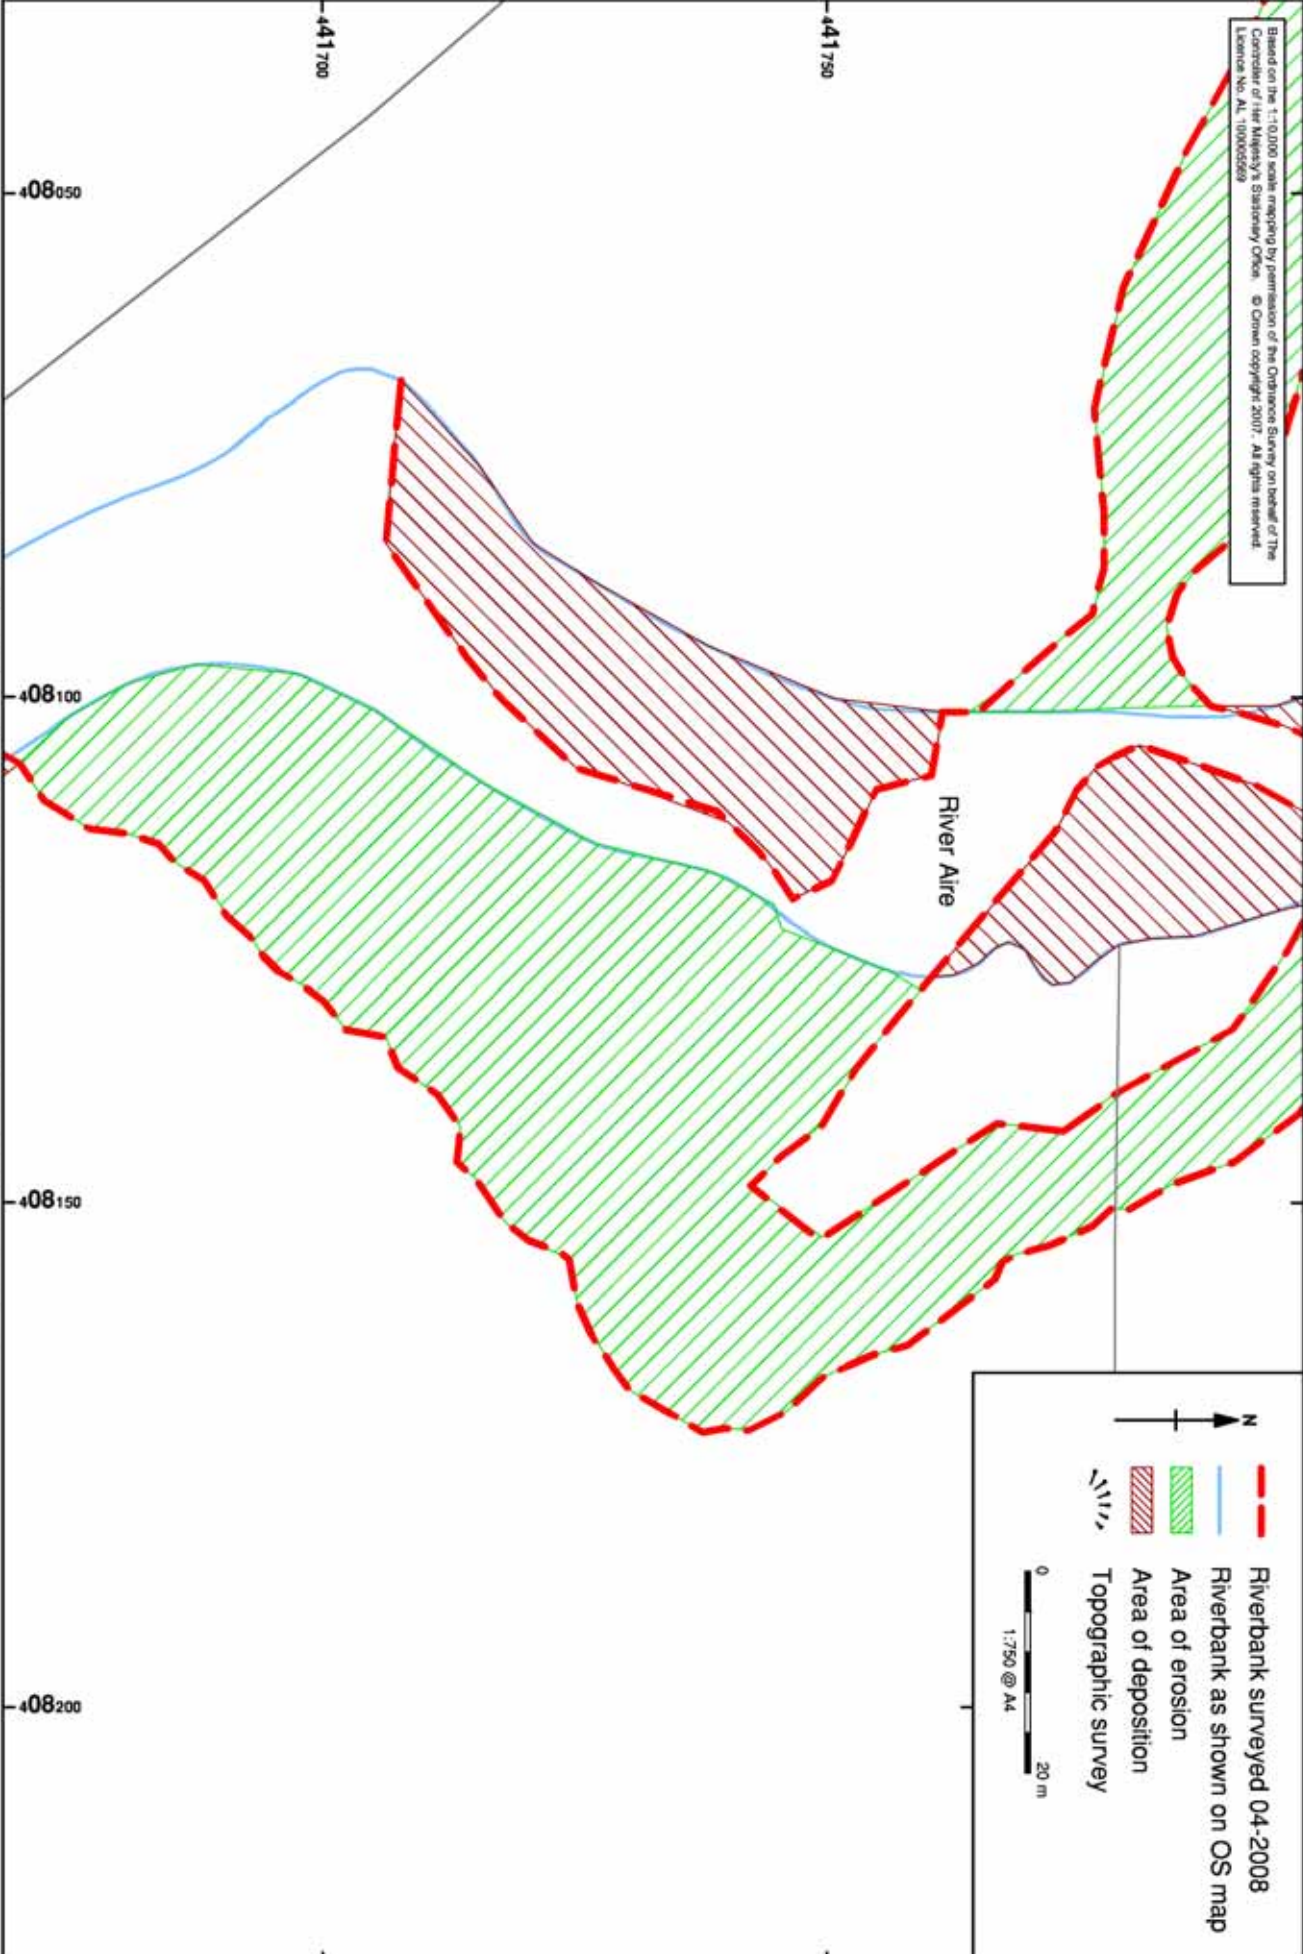 Based on the 1:10,000 scale mapping by permission of the Ordnance Survey on behalf of The
Controller of Her Majesty's Stationary Office. © Crown copyright 2007. All rights reserved.
Licence No. AL 100005569
441750
441700
408050
408100
408150
408200
River Aire
N
Riverbank surveyed 04-2008
Riverbank as shown on OS map
Area of erosion
Area of deposition
Topographic survey
0
20 m
1:750 @ A4